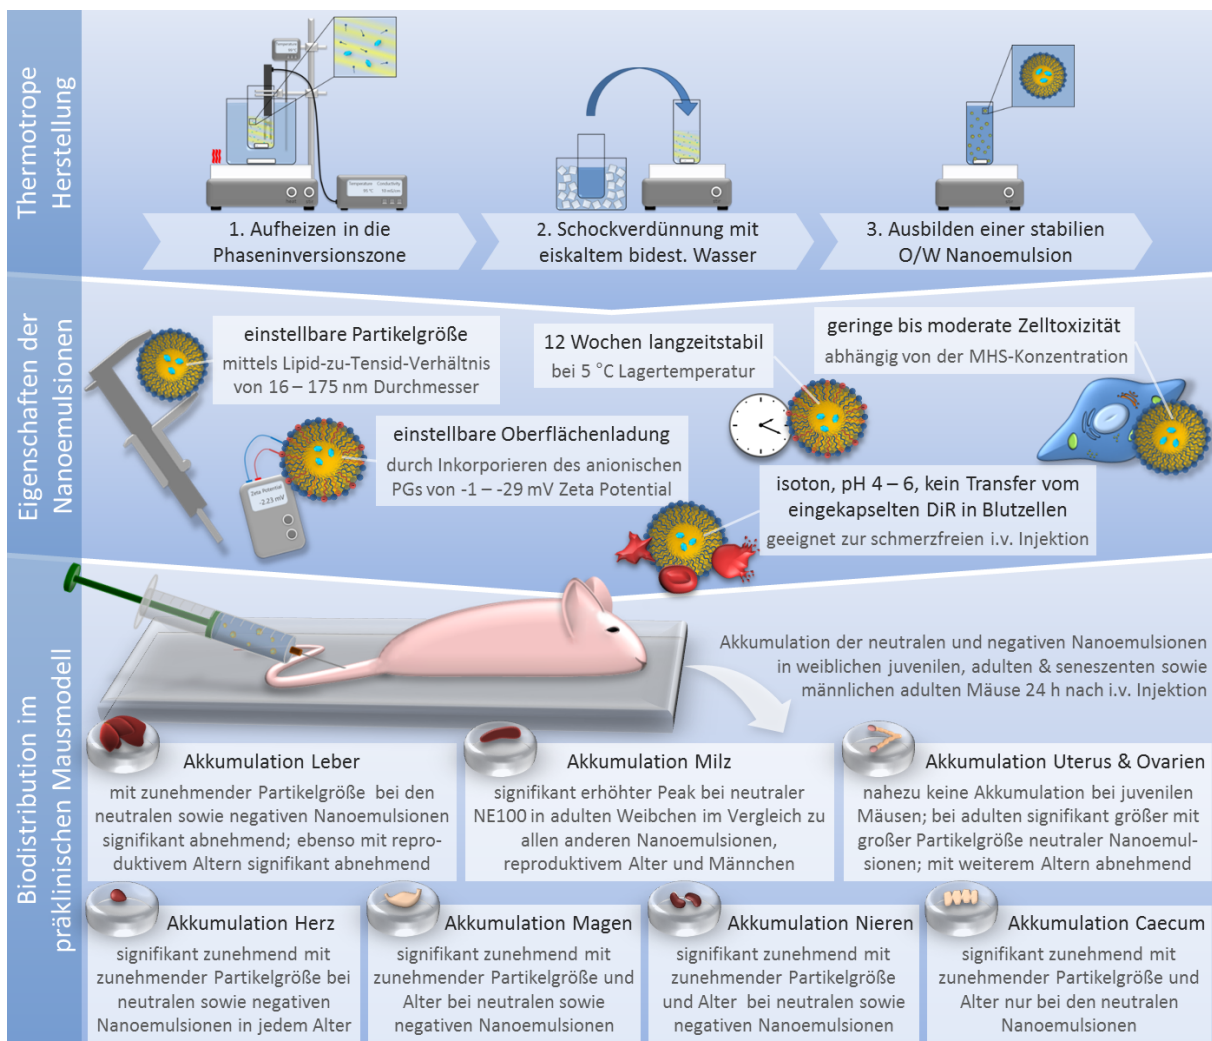 Thermotrope
Herstellung
1. Aufheizen in die
Phaseninversionszone
2. Schockverdünnung mit
eiskaltem bidest. Wasser
3. Ausbilden einer stabilien
O/W Nanoemulsion
Eigenschaften der
Nanoemulsionen
einstellbare Partikelgröße
mittels Lipid-zu-Tensid-Verhältnis
von 16 – 175 nm Durchmesser
12 Wochen langzeitstabil
bei 5 °C Lagertemperatur
geringe bis moderate Zelltoxizität
abhängig von der MHS-Konzentration
einstellbare Oberflächenladung
durch Inkorporieren des anionischen
PGs von -1 – -29 mV Zeta Potential
Zeta Potential
-2.23 mV
isoton, pH 4 – 6, kein Transfer vom
eingekapselten DiR in Blutzellen
geeignet zur schmerzfreien i.v. Injektion
Biodistribution im
präklinischen Mausmodell
Akkumulation der neutralen und negativen Nanoemulsionen
in weiblichen juvenilen, adulten & seneszenten sowie
männlichen adulten Mäuse 24 h nach i.v. Injektion
Akkumulation Leber
mit zunehmender Partikelgröße bei den
neutralen sowie negativen Nanoemulsionen
signifikant abnehmend; ebenso mit repro-
duktivem Altern signifikant abnehmend
Akkumulation Milz
signifikant erhöhter Peak bei neutraler
NE100 in adulten Weibchen im Vergleich zu
allen anderen Nanoemulsionen,
reproduktivem Alter und Männchen
Akkumulation Uterus & Ovarien
nahezu keine Akkumulation bei juvenilen
Mäusen; bei adulten signifikant größer mit
großer Partikelgröße neutraler Nanoemul-
sionen; mit weiterem Altern abnehmend
Akkumulation Herz
signifikant zunehmend mit
zunehmender Partikelgröße bei
neutralen sowie negativen
Nanoemulsionen in jedem Alter
Akkumulation Magen
signifikant zunehmend mit
zunehmender Partikelgröße und
Alter bei neutralen sowie
negativen Nanoemulsionen
Akkumulation Nieren
signifikant zunehmend mit
zunehmender Partikelgröße
und Alter bei neutralen sowie
negativen Nanoemulsionen
Akkumulation Caecum
signifikant zunehmend mit
zunehmender Partikelgröße und
Alter nur bei den neutralen
Nanoemulsionen